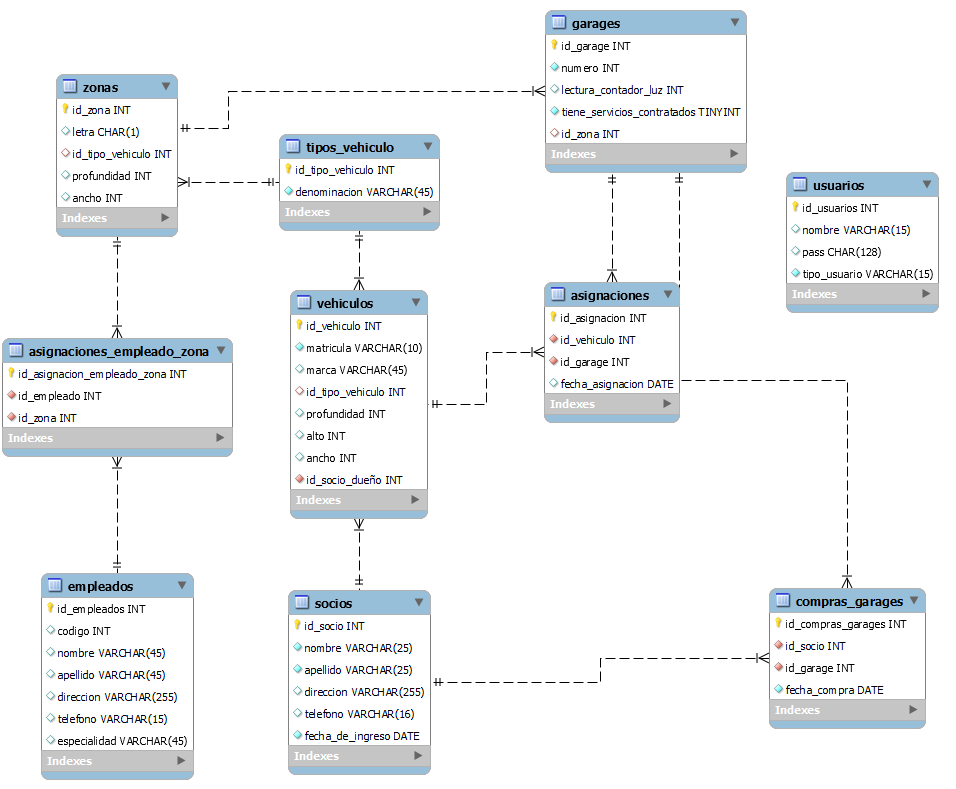 garages
id_garage INT
numero INT
lectura_contador_luz INT
tiene_servicios_contratados TINYINT
id_zona INT
Indexes
zonas
id_zona INT
letra CHAR(1)
id_tipo_vehiculo INT
profundidad INT
ancho INT
Indexes
tipos_vehiculo
id_tipo_vehiculo INT
denominacion VARCHAR(45)
Indexes
usuarios
id_usuarios INT
nombre VARCHAR(15)
pass CHAR(128)
tipo_usuario VARCHAR(15)
Indexes
vehiculos
id_vehiculo INT
matricula VARCHAR(10)
marca VARCHAR(45)
id_tipo_vehiculo INT
profundidad INT
alto INT
ancho INT
id_socio_dueño INT
Indexes
asignaciones
id_asignacion INT
id_vehiculo INT
id_garage INT
fecha_asignacion DATE
Indexes
asignaciones_empleado_zona
id_asignacion_empleado_zona INT
id_empleado INT
id_zona INT
Indexes
empleados
id_empleados INT
codigo INT
nombre VARCHAR(45)
apellido VARCHAR(45)
direccion VARCHAR(255)
telefono VARCHAR(15)
especialidad VARCHAR(45)
Indexes
socios
id_socio INT
nombre VARCHAR(25)
apellido VARCHAR(25)
direccion VARCHAR(255)
telefono VARCHAR(16)
fecha_de_ingreso DATE
Indexes
compras_garages
id_compras_garages INT
id_socio INT
id_garage INT
fecha_compra DATE
Indexes